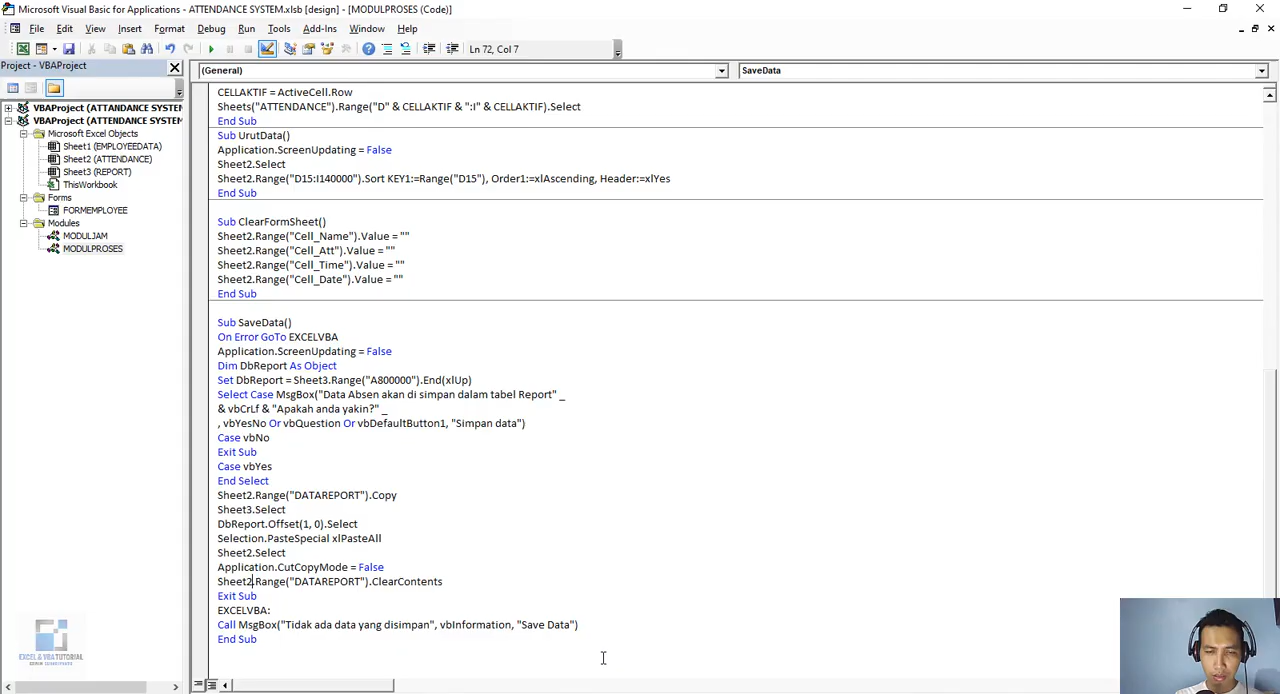 Microsoft Visual Basic for Applications - ATTENDANCE SYSTEM.xlsb [design] - [MODULPROSES (Code)]
File Edit View Insert Format Debug Run Tools Add-Ins Window Help
Ln 72, Col 7
Project - VBAProject
(General)
SaveData
VBAProject (ATTANDANCE SYSTEM
VBAProject (ATTENDANCE SYSTEM
Microsoft Excel Objects
Sheet1 (EMPLOYEEDATA)
Sheet2 (ATTENDANCE)
Sheet3 (REPORT)
ThisWorkbook
Forms
FORMEMPLOYEE
Modules
MODULJAM
MODULPROSES
CELLAKTIF = ActiveCell.Row
Sheets("ATTENDANCE").Range("D" & CELLAKTIF & ":I" & CELLAKTIF).Select
End Sub
Sub UrutData()
Application.ScreenUpdating = False
Sheet2.Select
Sheet2.Range("D15:I140000").Sort KEY1:=Range("D15"), Order1:=xlAscending, Header:=xlYes
End Sub
Sub ClearFormSheet()
Sheet2.Range("Cell_Name").Value = ""
Sheet2.Range("Cell_Att").Value = ""
Sheet2.Range("Cell_Time").Value = ""
Sheet2.Range("Cell_Date").Value = ""
End Sub
Sub SaveData()
On Error GoTo EXCELVBA
Application.ScreenUpdating = False
Dim DbReport As Object
Set DbReport = Sheet3.Range("A800000").End(xlUp)
Select Case MsgBox("Data Absen akan di simpan dalam tabel Report" _
& vbCrLf & "Apakah anda yakin?" _
, vbYesNo Or vbQuestion Or vbDefaultButton1, "Simpan data")
Case vbNo
Exit Sub
Case vbYes
End Select
Sheet2.Range("DATAREPORT").Copy
Sheet3.Select
DbReport.Offset(1, 0).Select
Selection.PasteSpecial xlPasteAll
Sheet2.Select
Application.CutCopyMode = False
Sheet2.Range("DATAREPORT").ClearContents
Exit Sub
EXCELVBA:
Call MsgBox("Tidak ada data yang disimpan", vbInformation, "Save Data")
End Sub
EXCEL & VBA TUTORIAL